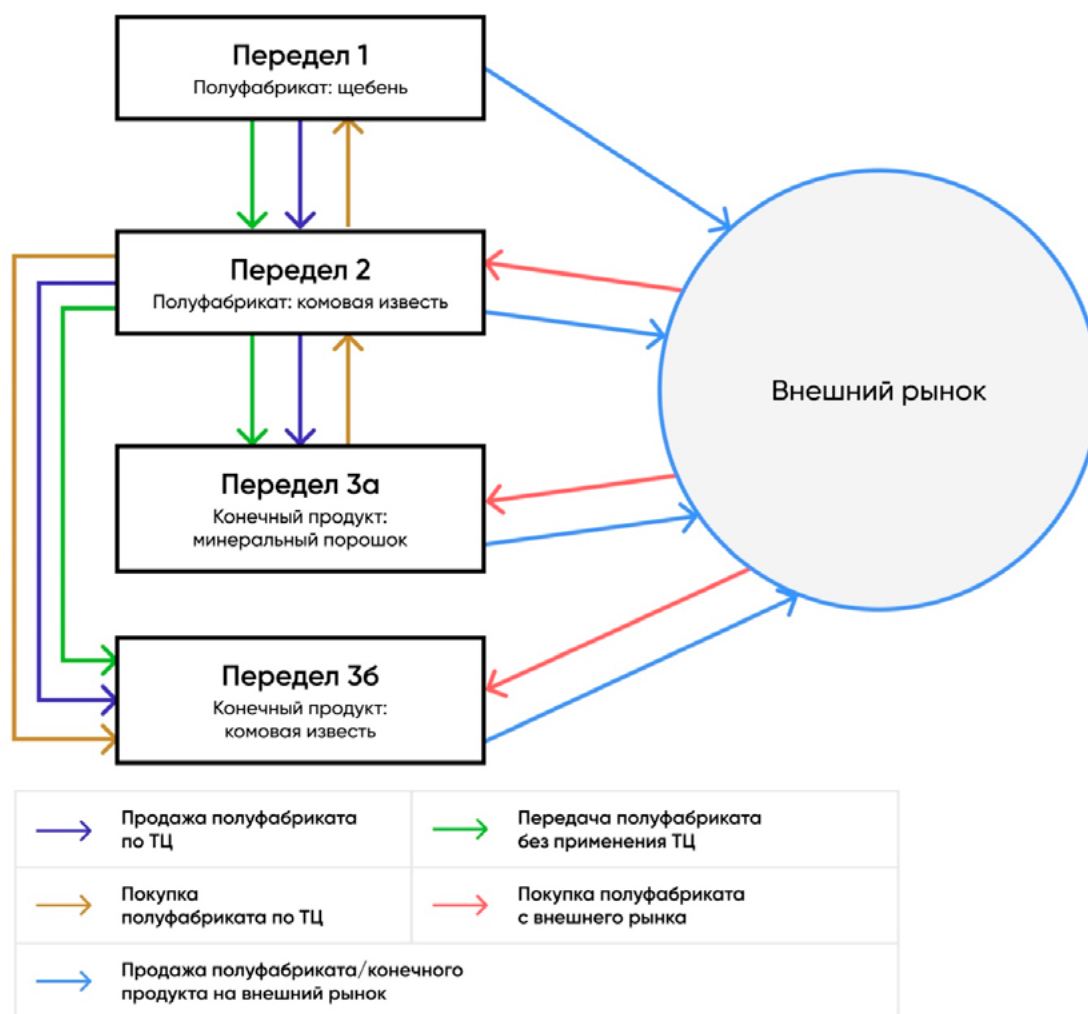 Передел 1
Полуфабрикат: щебень
Передел 2
Полуфабрикат: комовая известь
Внешний рынок
Передел 3а
Конечный продукт:
минеральный порошок
Передел 3б
Конечный продукт:
комовая известь
Продажа полуфабриката
по ТЦ
Передача полуфабриката
без применения ТЦ
Покупка
полуфабриката по ТЦ
Покупка полуфабриката
с внешнего рынка
Продажа полуфабриката/конечного
продукта на внешний рынок